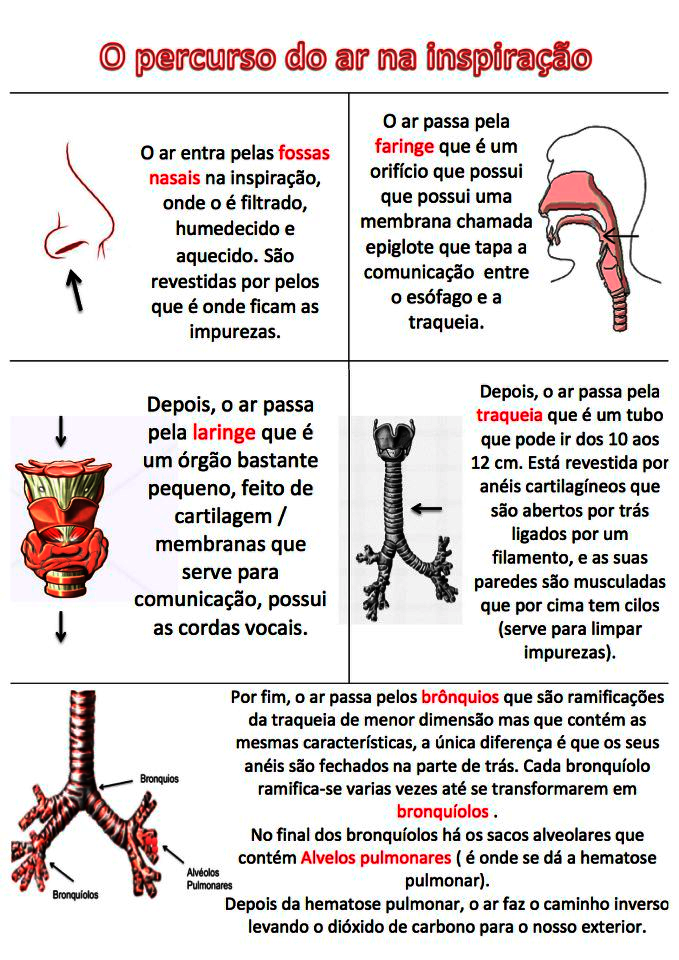 O percurso do ar na inspiração
O ar entra pelas fossas
nasais na inspiração,
onde o é filtrado,
humedecido e
aquecido. São
revestidas por pelos
que é onde ficam as
impurezas.
O ar passa pela
faringe que é um
orifício que possui
que possui uma
membrana chamada
epiglote que tapa a
comunicação entre
o esófago e a
traqueia.
Depois, o ar passa
pela laringe que é
um órgão bastante
pequeno, feito de
cartilagem /
membranas que
serve para
comunicação, possui
as cordas vocais.
Depois, o ar passa pela
traqueia que é um tubo
que pode ir dos 10 aos
12 cm. Está revestida por
anéis cartilagíneos que
são abertos por trás
ligados por um
filamento, e as suas
paredes são musculadas
que por cima tem cilos
(serve para limpar
impurezas).
Por fim, o ar passa pelos brônquios que são ramificações
da traqueia de menor dimensão mas que contém as
mesmas características, a única diferença é que os seus
anéis são fechados na parte de trás. Cada bronquíolo
ramifica-se varias vezes até se transformarem em
bronquíolos .
No final dos bronquíolos há os sacos alveolares que
contém Alvelos pulmonares ( é onde se dá a hematose
pulmonar).
Depois da hematose pulmonar, o ar faz o caminho inverso
levando o dióxido de carbono para o nosso exterior.
Bronquios
Alvéolos
Pulmonares
Bronquíolos